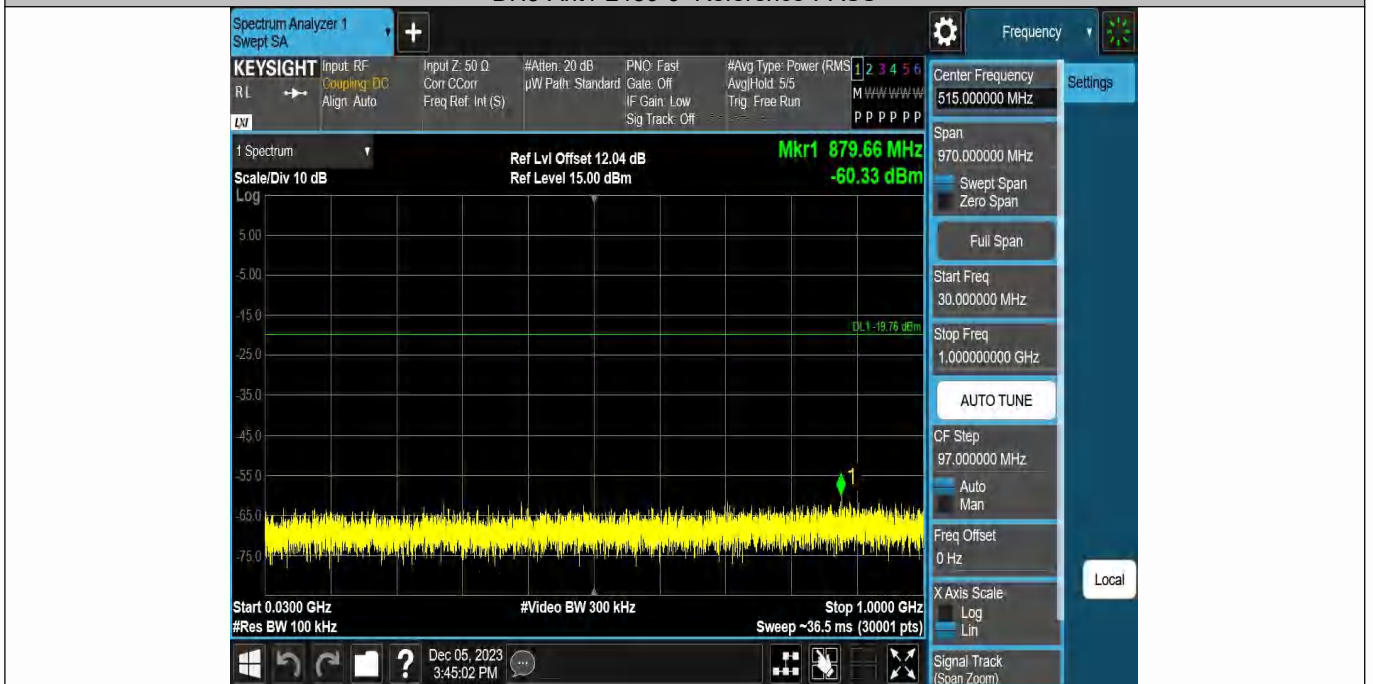 Spectrum Analyzer 1
Swept SA
+
Frequency
KEYSIGHT
RL
LXI
Input: RF
Coupling: DC
Align: Auto
Input Z: 50 Ω
Corr CCorr
Freq Ref: Int (S)
#Atten: 20 dB
µW Path: Standard
PNO: Fast
Gate: Off
IF Gain: Low
Sig Track: Off
#Avg Type: Power (RMS
Avg|Hold: 5/5
Trig: Free Run
1 2 3 4 5 6
M W W W W W
P P P P P P
Center Frequency
515.000000 MHz
Settings
1 Spectrum
Scale/Div 10 dB
Log
Ref Lvl Offset 12.04 dB
Ref Level 15.00 dBm
Mkr1 879.66 MHz
-60.33 dBm
Span
970.000000 MHz
Swept Span
Zero Span
Full Span
Start Freq
30.000000 MHz
Stop Freq
1.000000000 GHz
AUTO TUNE
CF Step
97.000000 MHz
Auto
Man
Freq Offset
0 Hz
X Axis Scale
Log
Lin
Signal Track
(Span Zoom)
Local
5.00
-5.00
-15.0
DL1 -19.76 dBm
-25.0
-35.0
-45.0
-55.0
1
-65.0
-75.0
Start 0.0300 GHz
#Res BW 100 kHz
#Video BW 300 kHz
Stop 1.0000 GHz
Sweep ~36.5 ms (30001 pts)
?
Dec 05, 2023
3:45:02 PM